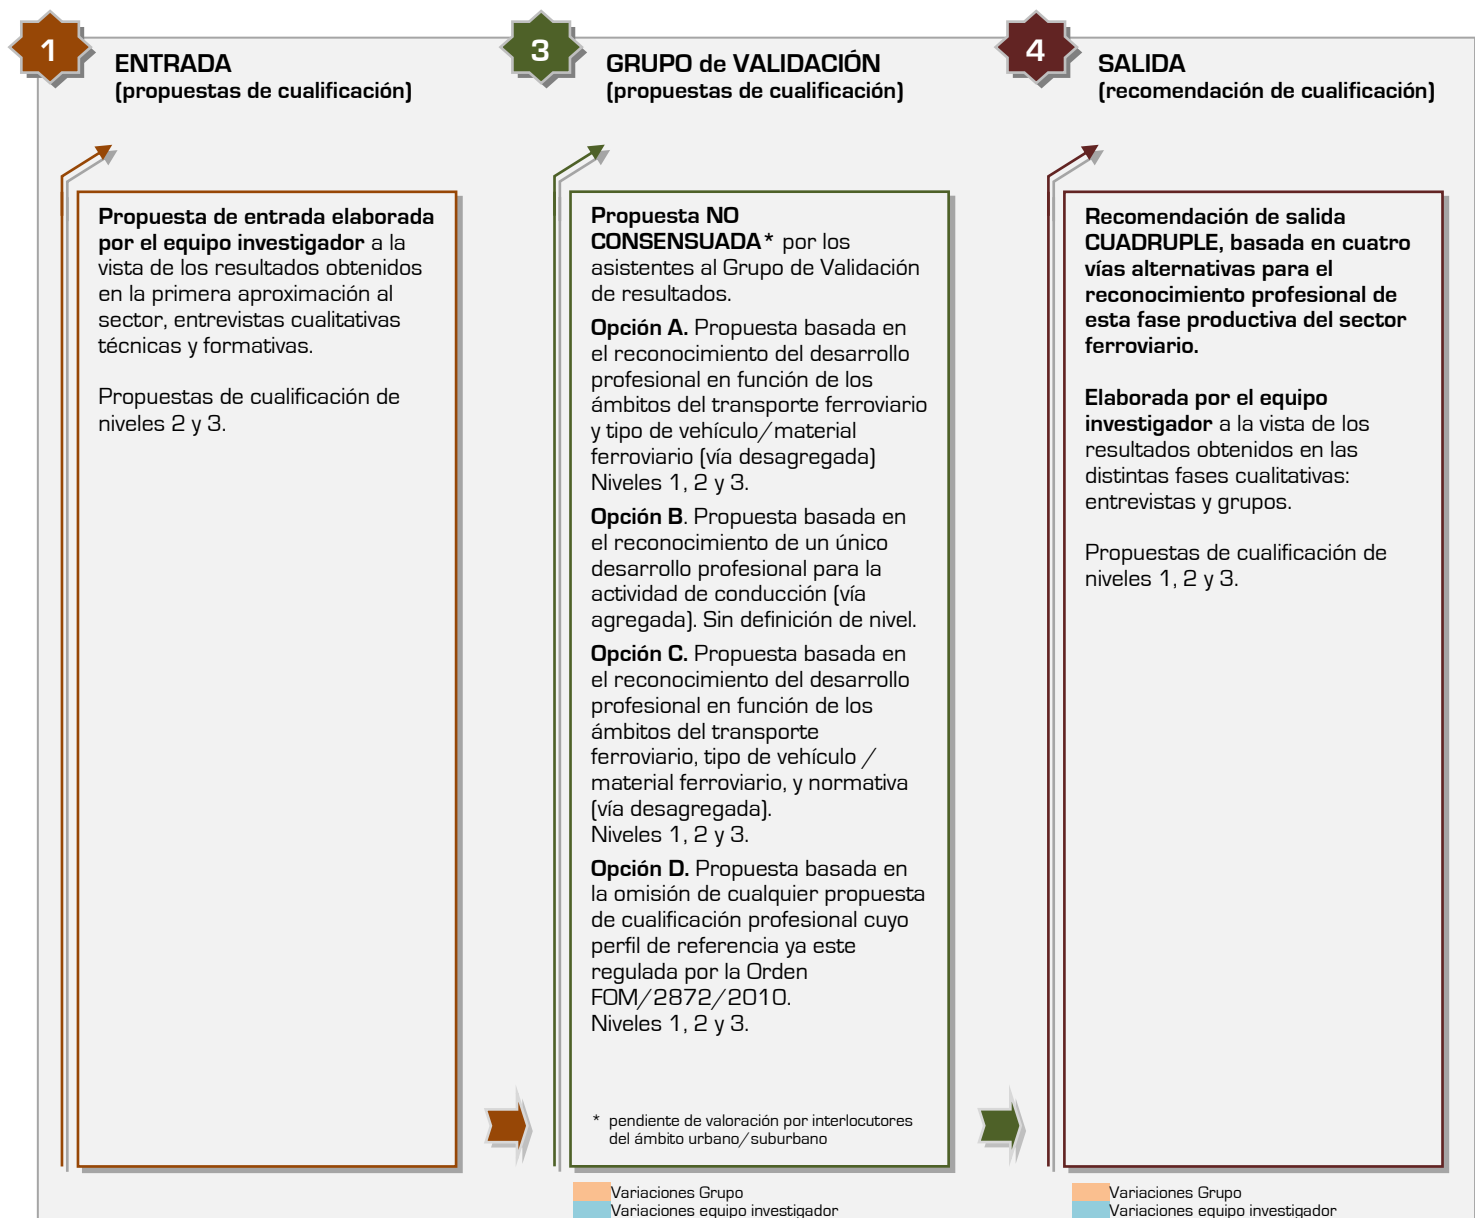 1
ENTRADA
(propuestas de cualificación)
Propuesta de entrada elaborada
por el equipo investigador a la
vista de los resultados obtenidos
en la primera aproximación al
sector, entrevistas cualitativas
técnicas y formativas.
Propuestas de cualificación de
niveles 2 y 3.
3
GRUPO de VALIDACIÓN
(propuestas de cualificación)
Propuesta NO
CONSENSUADA* por los
asistentes al Grupo de Validación
de resultados.
Opción A. Propuesta basada en
el reconocimiento del desarrollo
profesional en función de los
ámbitos del transporte ferroviario
y tipo de vehículo/material
ferroviario (vía desagregada)
Niveles 1, 2 y 3.
Opción B. Propuesta basada en
el reconocimiento de un único
desarrollo profesional para la
actividad de conducción (vía
agregada). Sin definición de nivel.
Opción C. Propuesta basada en
el reconocimiento del desarrollo
profesional en función de los
ámbitos del transporte
ferroviario, tipo de vehículo /
material ferroviario, y normativa
(vía desagregada).
Niveles 1, 2 y 3.
Opción D. Propuesta basada en
la omisión de cualquier propuesta
de cualificación profesional cuyo
perfil de referencia ya este
regulada por la Orden
FOM/2872/2010.
Niveles 1, 2 y 3.
* pendiente de valoración por interlocutores
del ámbito urbano/suburbano
Variaciones Grupo
Variaciones equipo investigador
4
SALIDA
(recomendación de cualificación)
Recomendación de salida
CUADRUPLE, basada en cuatro
vías alternativas para el
reconocimiento profesional de
esta fase productiva del sector
ferroviario.
Elaborada por el equipo
investigador a la vista de los
resultados obtenidos en las
distintas fases cualitativas:
entrevistas y grupos.
Propuestas de cualificación de
niveles 1, 2 y 3.
Variaciones Grupo
Variaciones equipo investigador